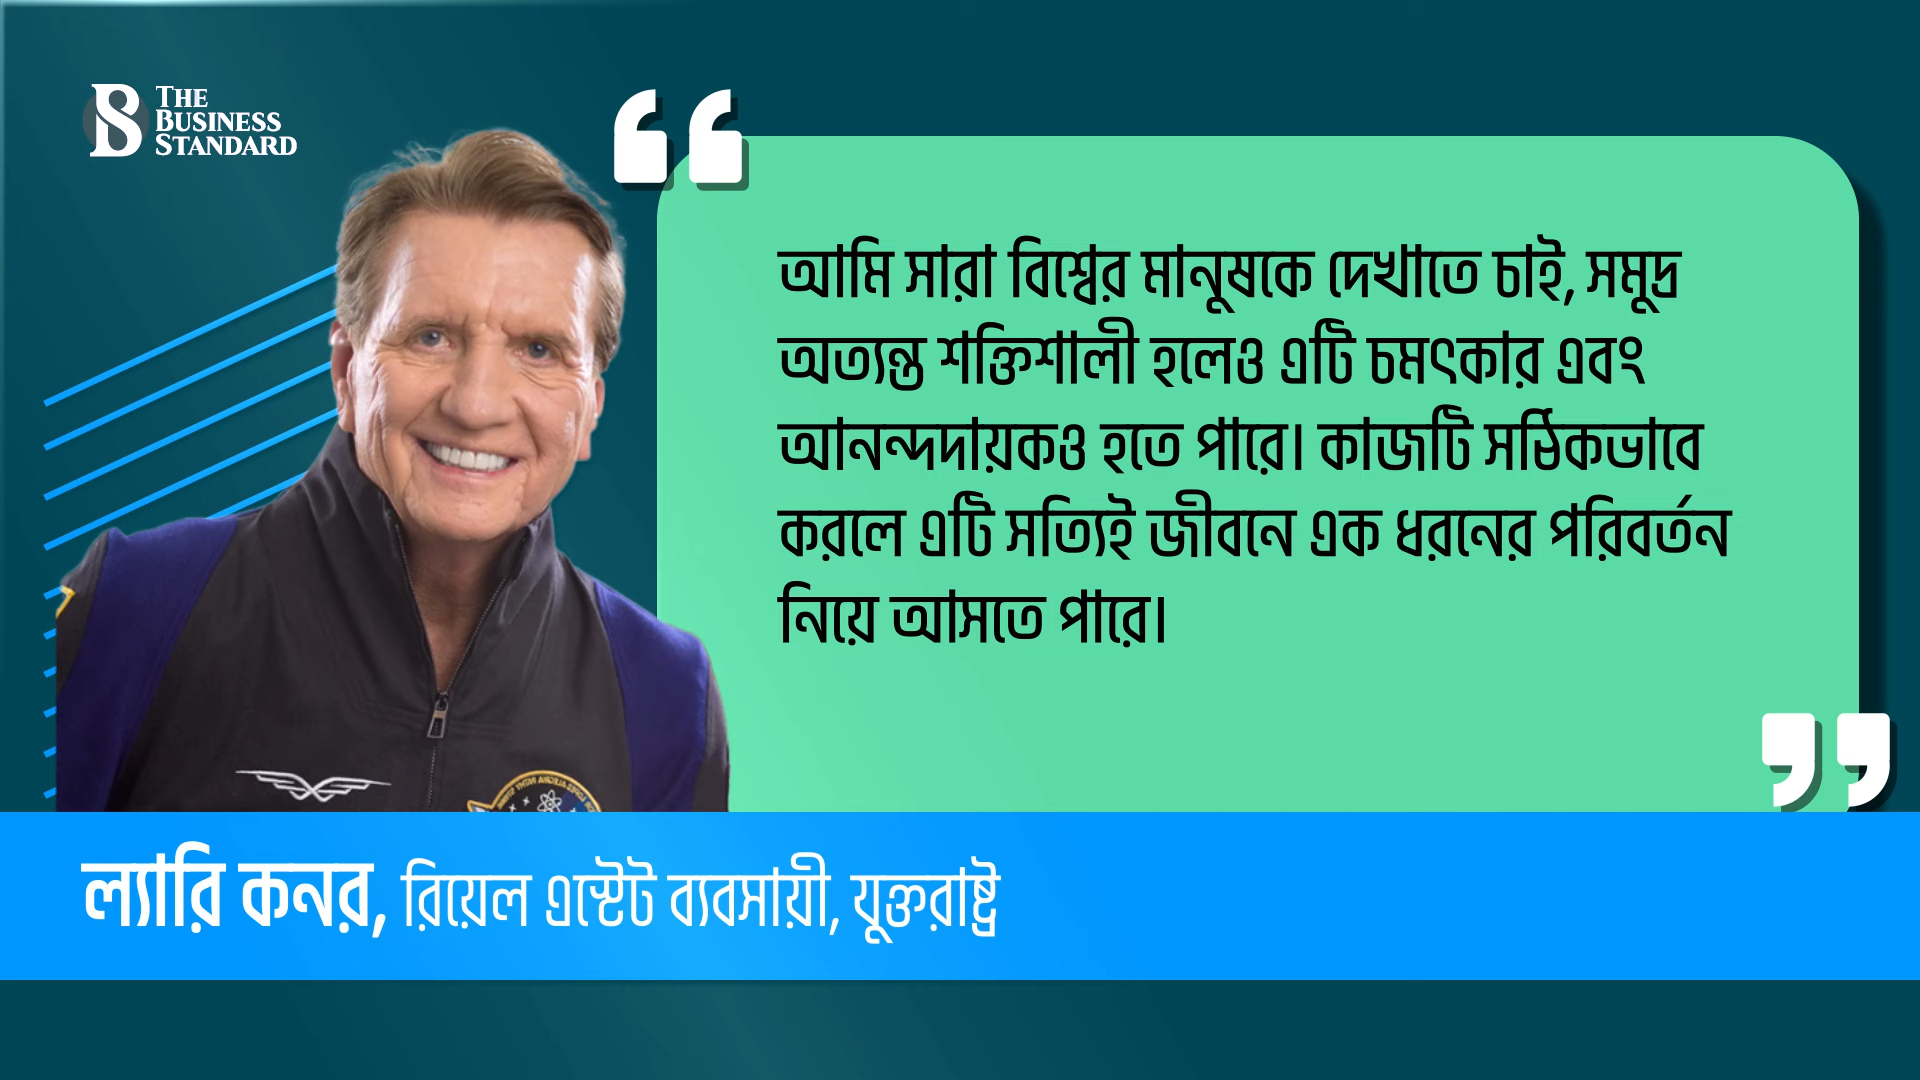 THE
BUSINESS
STANDARD
আমি সারা বিশ্বের মানুষকে দেখাতে চাই, সমুদ্র
অত্যন্ত শক্তিশালী হলেও এটি চমৎকার এবং
আনন্দদায়কও হতে পারে। কাজটি সঠিকভাবে
করলে এটি সত্যিই জীবনে এক ধরনের পরিবর্তন
নিয়ে আসতে পারে।
ল্যারি কনর, রিয়েল এস্টেট ব্যবসায়ী, যুক্তরাষ্ট্র